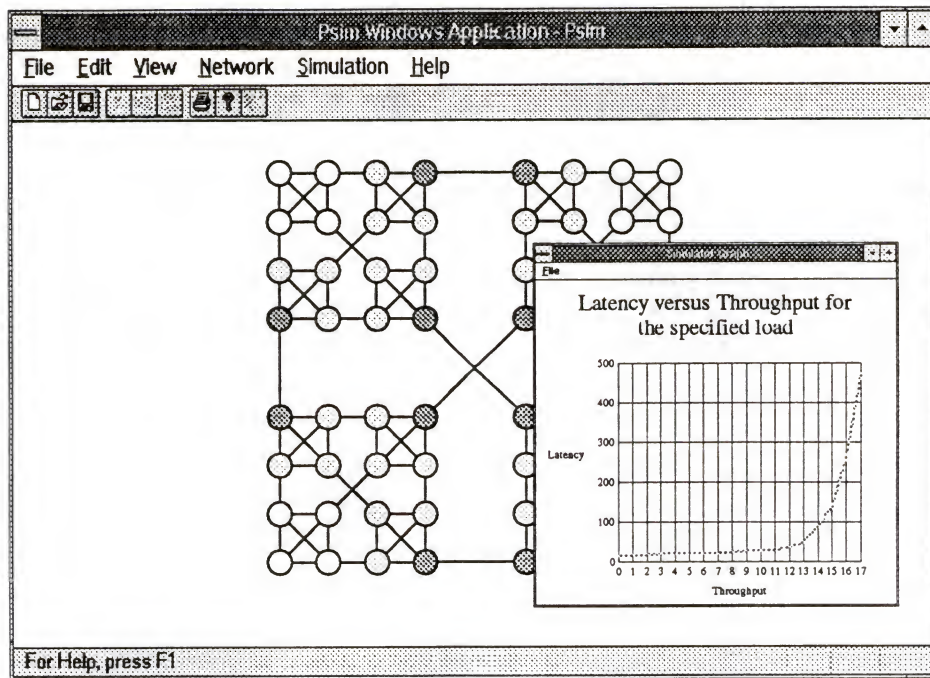 Psim Windows Application - Psim
File Edit View Network Simulation Help
Simulator Graph
File
Latency versus Throughput for
the specified load
500
400
300
Latency
200
100
0
0 1 2 3 4 5 6 7 8 9 10 11 12 13 14 15 16 17
Throughput
For Help, press F1